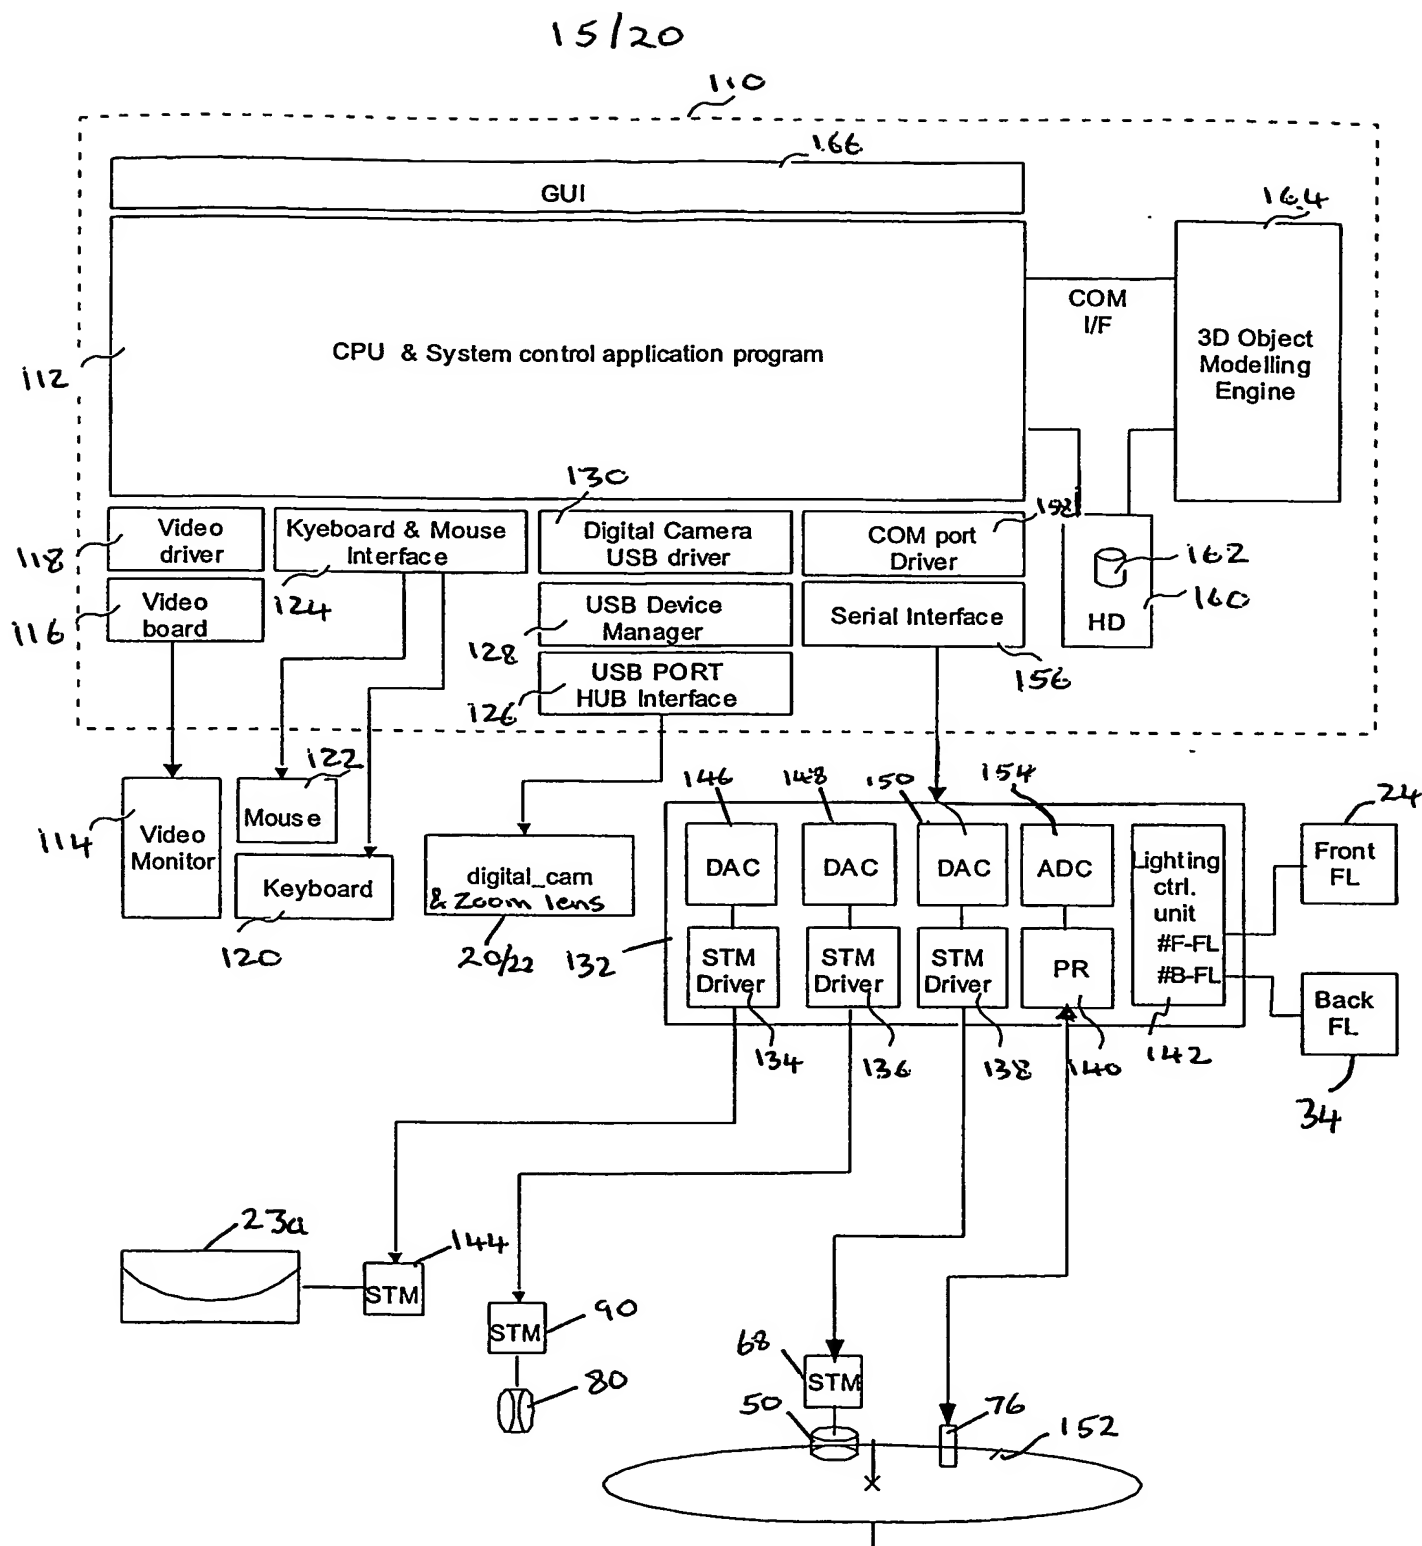 15/20
110
166
GUI
164
COM
I/F
3D Object
Modelling
Engine
CPU & System control application program
112
130
158
118
Video
driver
Kyeboard & Mouse
Interface
124
Digital Camera
USB driver
COM port
Driver
162
160
HD
116
Video
board
USB Device
Manager
128
Serial Interface
156
USB PORT
HUB Interface
126
122
146
148
150
154
24
114
Video
Monitor
Mouse
Keyboard
120
digital_cam
& Zoom lens
20/22
132
DAC
DAC
DAC
ADC
Lighting
ctrl.
unit
#F-FL
#B-FL
Front
FL
STM
Driver
STM
Driver
STM
Driver
PR
Back
FL
134
136
138
140
142
34
23a
144
STM
STM
90
80
68
STM
50
76
152